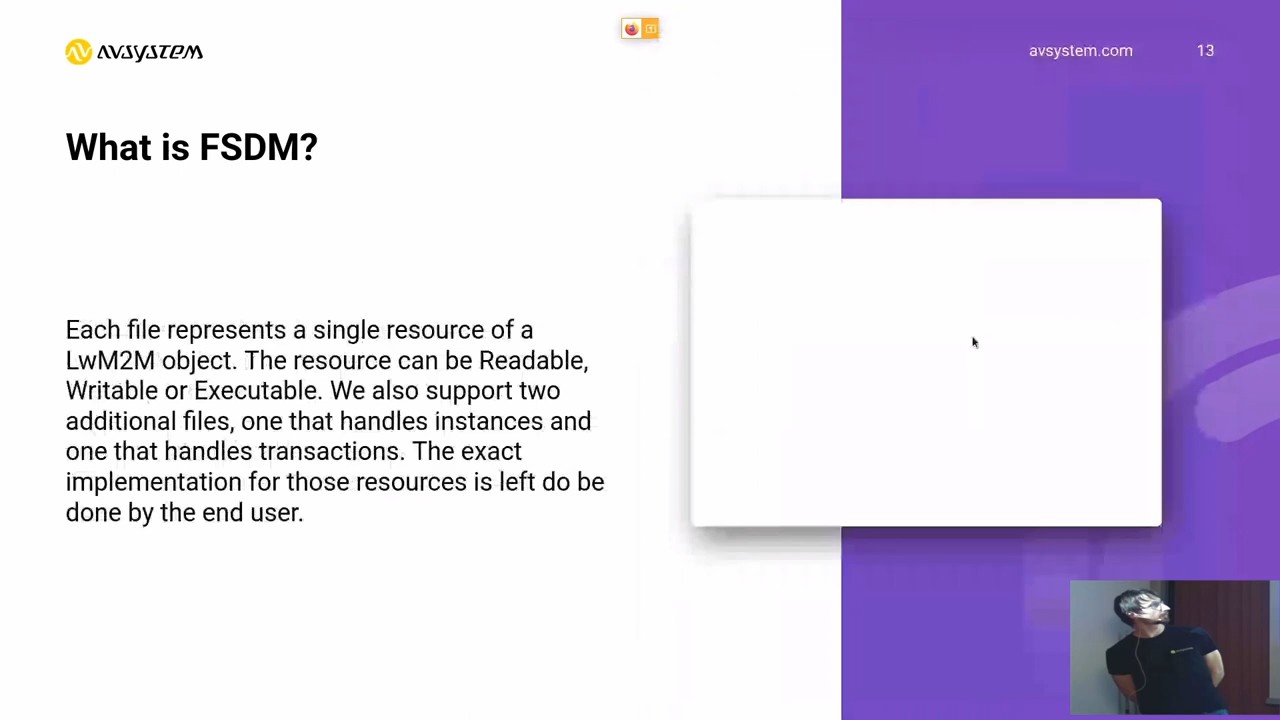 AVSYSTEM
avsystem.com
13
What is FSDM?
Each file represents a single resource of a
LwM2M object. The resource can be Readable,
Writable or Executable. We also support two
additional files, one that handles instances and
one that handles transactions. The exact
implementation for those resources is left do be
done by the end user.